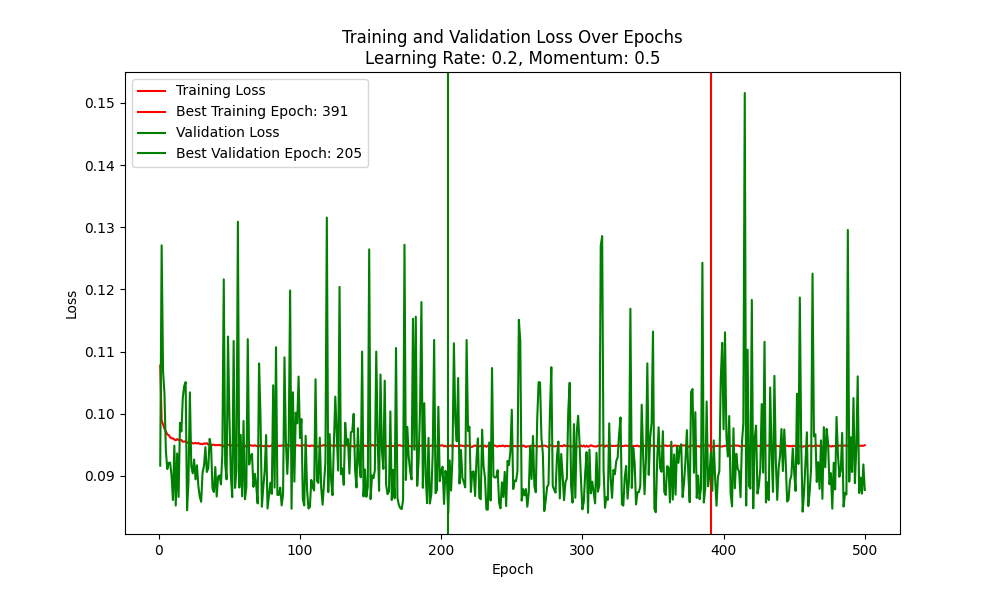 Training and Validation Loss Over Epochs
Learning Rate: 0.2, Momentum: 0.5
Training Loss
Best Training Epoch: 391
Validation Loss
Best Validation Epoch: 205
Loss
0.15
0.14
0.13
0.12
0.11
0.10
0.09
0 100 200 300 400 500
Epoch